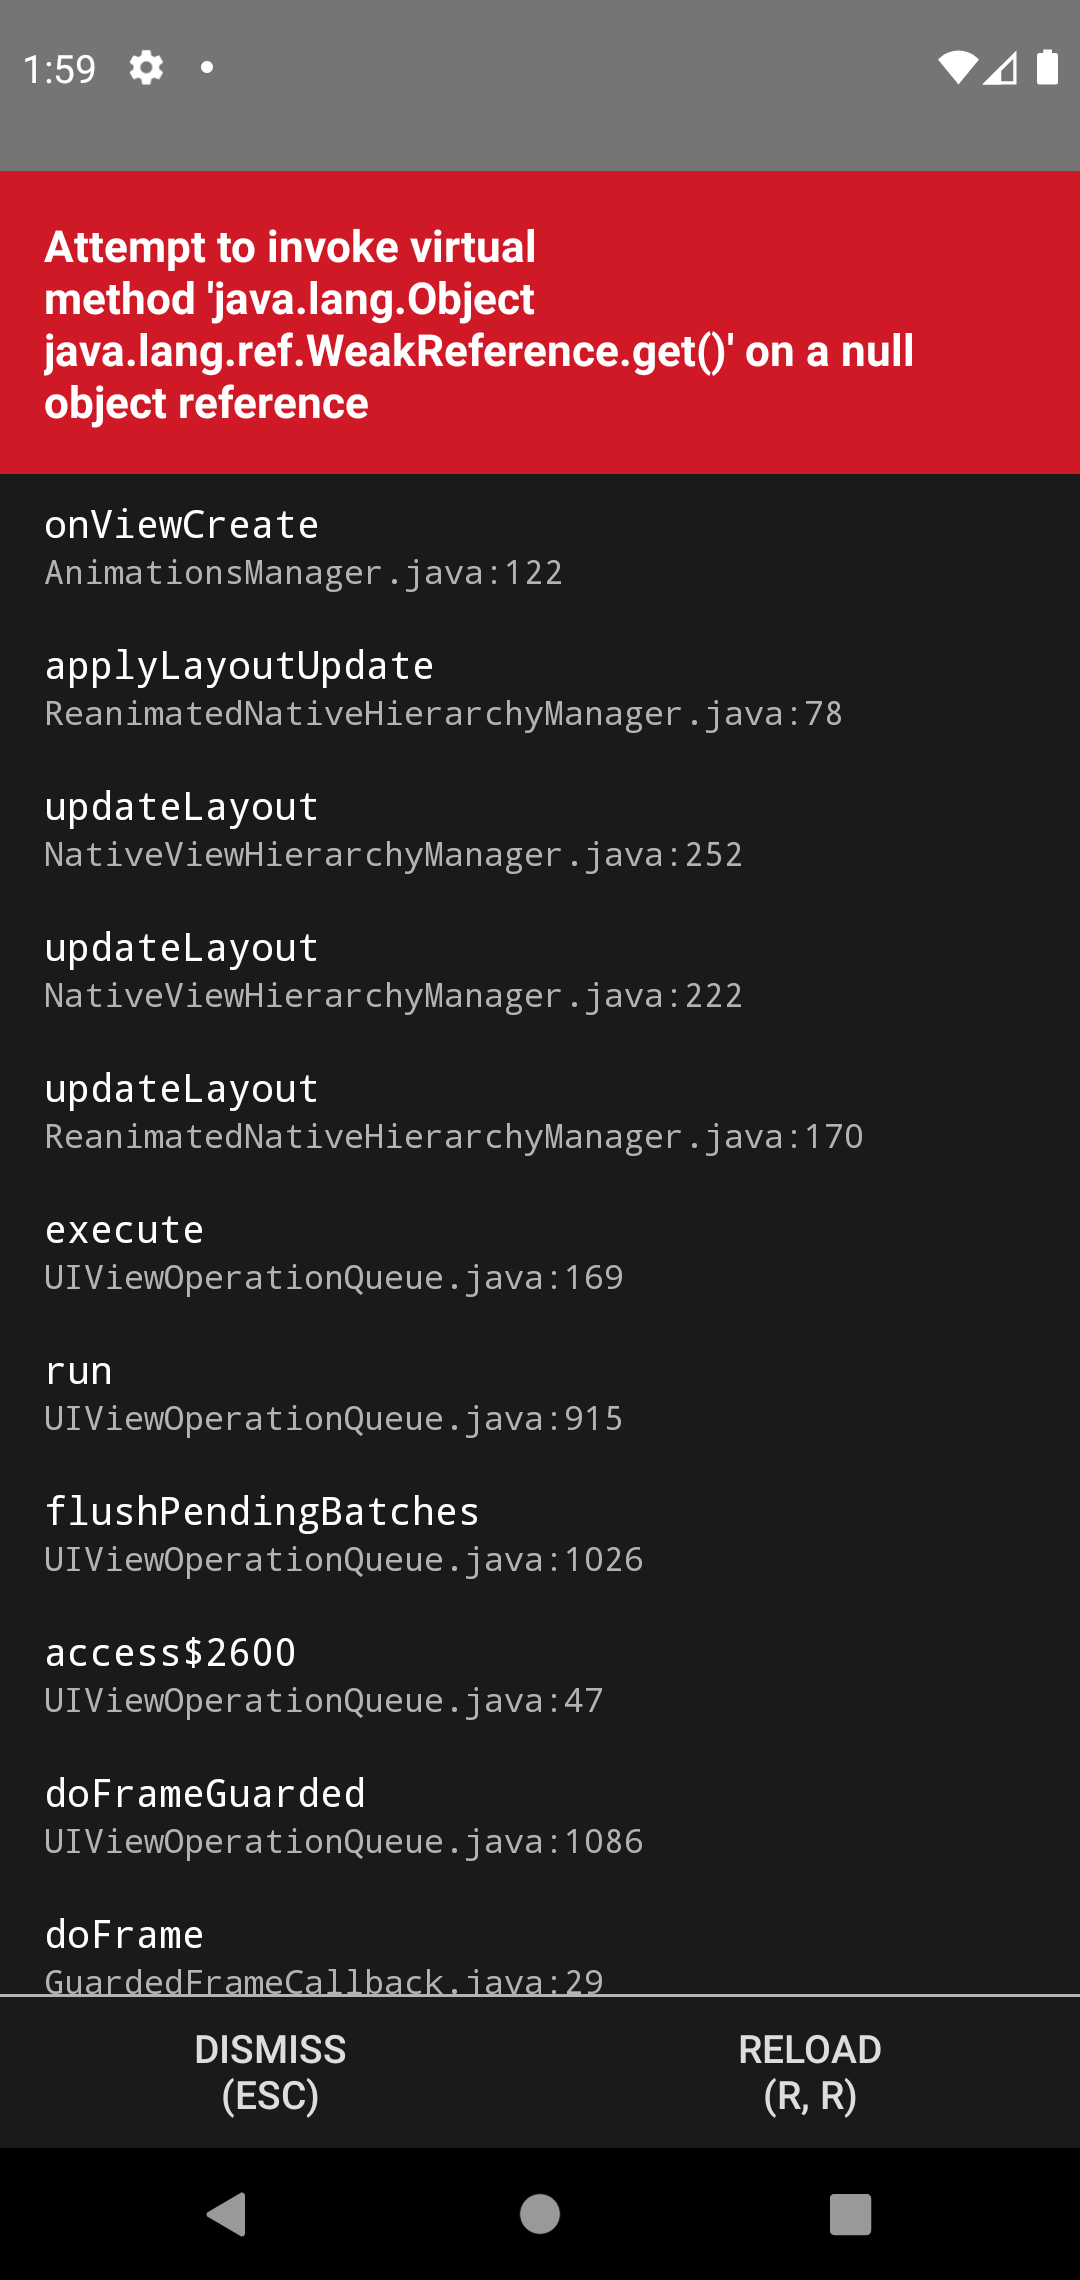 1:59
Attempt to invoke virtual
method 'java.lang.Object
java.lang.ref.WeakReference.get()' on a null
object reference
onViewCreate
AnimationsManager.java:122
applyLayoutUpdate
ReanimatedNativeHierarchyManager.java:78
updateLayout
NativeViewHierarchyManager.java:252
updateLayout
NativeViewHierarchyManager.java:222
updateLayout
ReanimatedNativeHierarchyManager.java:170
execute
UIViewOperationQueue.java:169
run
UIViewOperationQueue.java:915
flushPendingBatches
UIViewOperationQueue.java:1026
access$2600
UIViewOperationQueue.java:47
doFrameGuarded
UIViewOperationQueue.java:1086
doFrame
GuardedFrameCallback.java:29
DISMISS
(ESC)
RELOAD
(R, R)